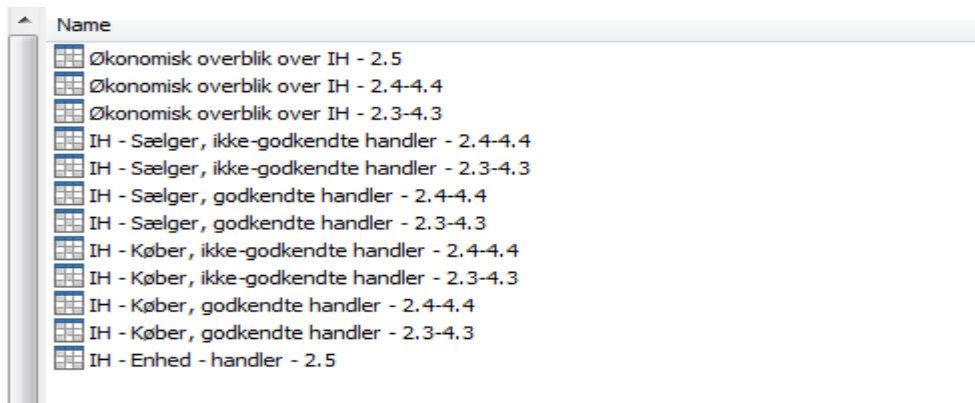 Name
Økonomisk overblik over IH - 2.5
Økonomisk overblik over IH - 2.4-4.4
Økonomisk overblik over IH - 2.3-4.3
IH - Sælger, ikke-godkendte handler - 2.4-4.4
IH - Sælger, ikke-godkendte handler - 2.3-4.3
IH - Sælger, godkendte handler - 2.4-4.4
IH - Sælger, godkendte handler - 2.3-4.3
IH - Køber, ikke-godkendte handler - 2.4-4.4
IH - Køber, ikke-godkendte handler - 2.3-4.3
IH - Køber, godkendte handler - 2.4-4.4
IH - Køber, godkendte handler - 2.3-4.3
IH - Enhed - handler - 2.5